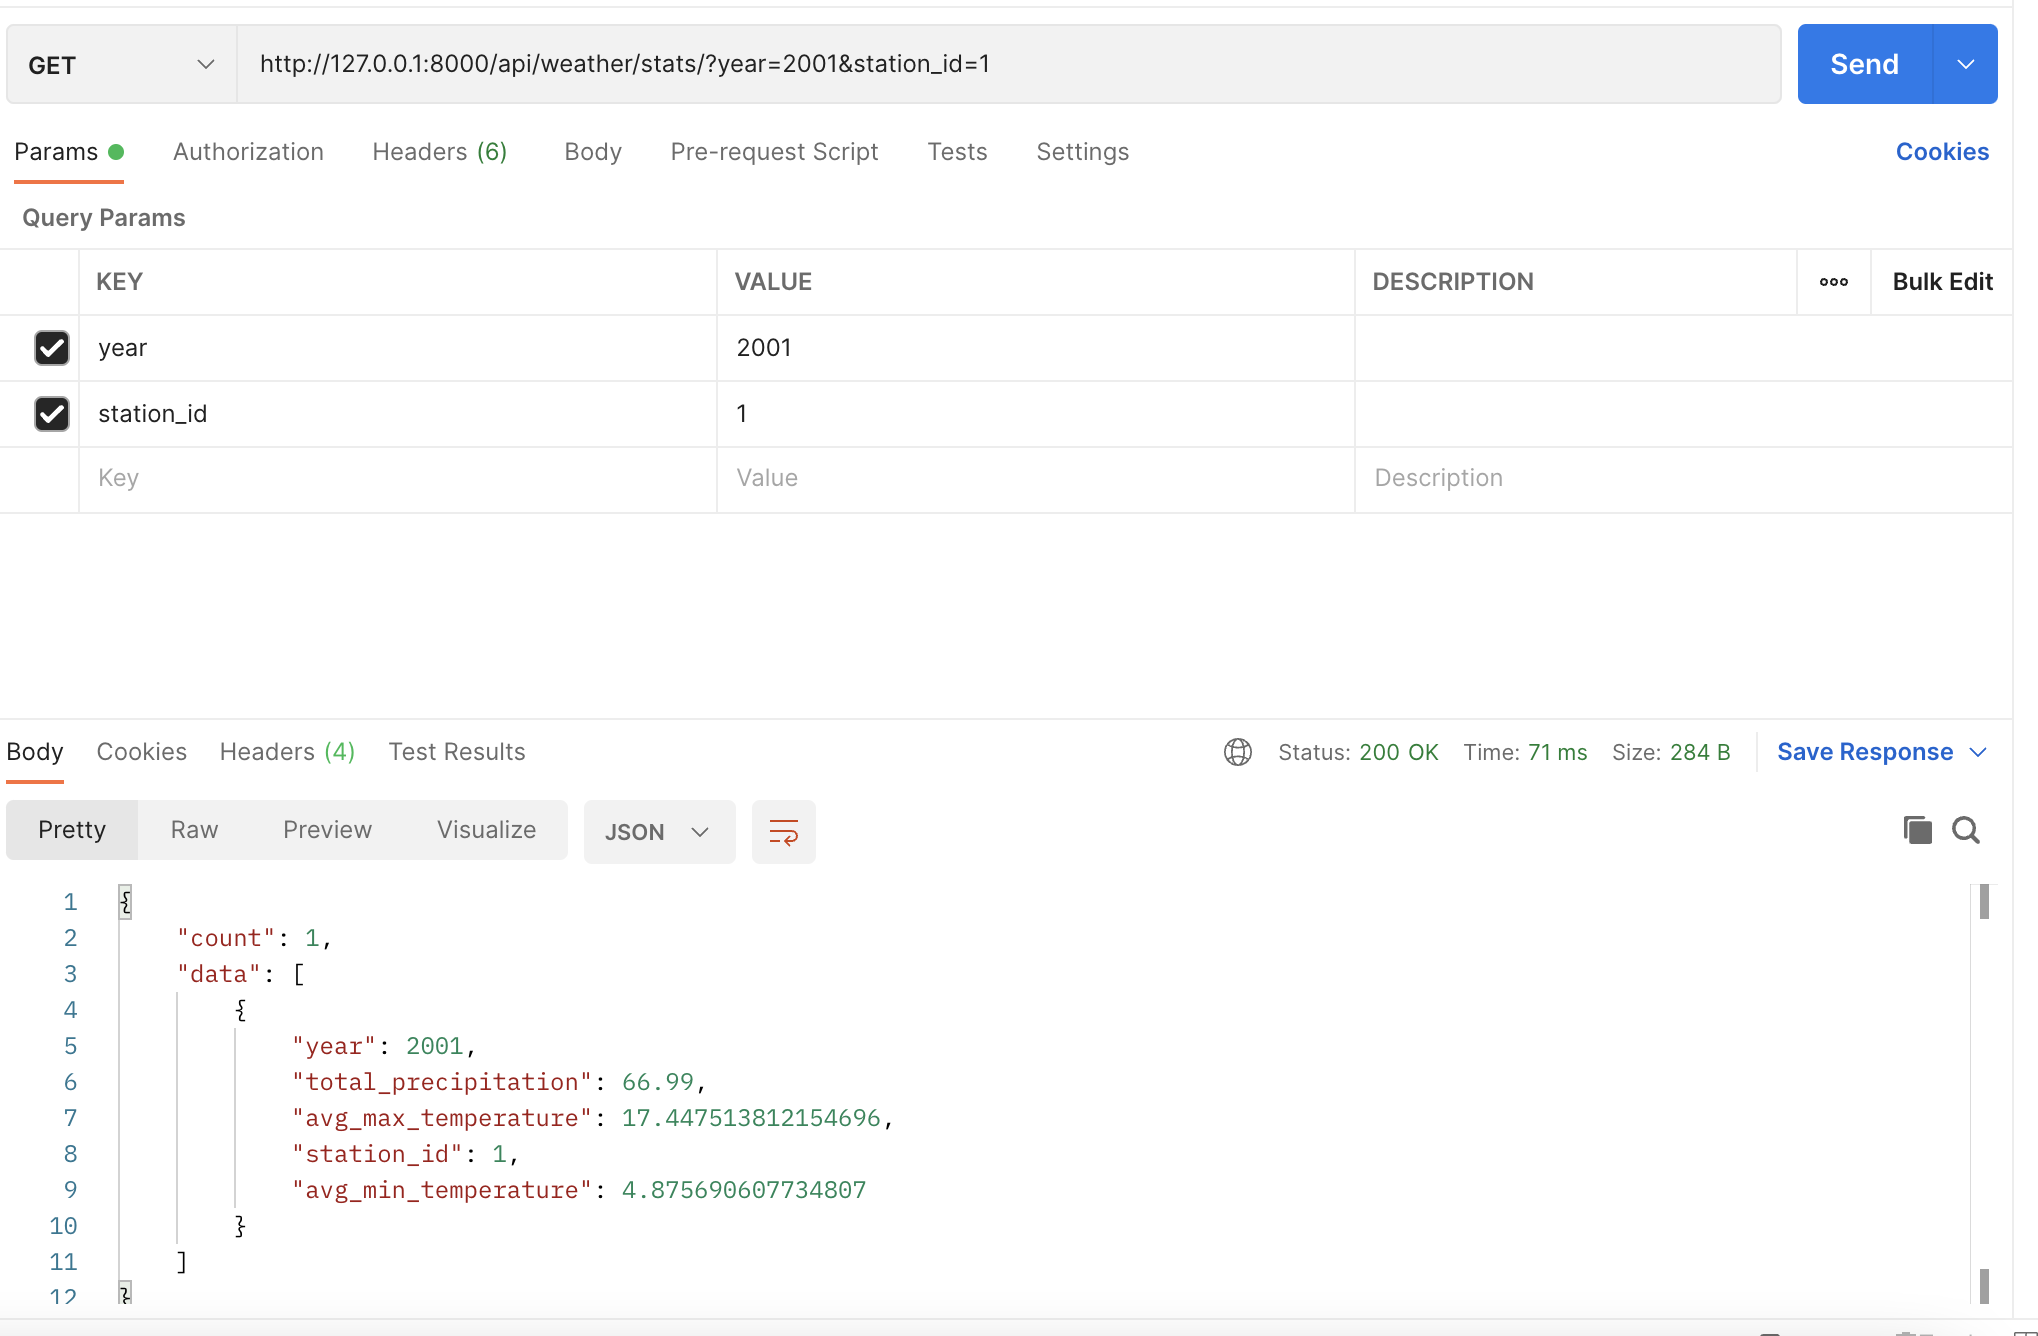 GET http://127.0.0.1:8000/api/weather/stats/?year=2001&station_id=1 Send
Params Authorization Headers (6) Body Pre-request Script Tests Settings Cookies
Query Params
KEY VALUE DESCRIPTION ooo Bulk Edit
year 2001
station_id 1
Key Value Description
Body Cookies Headers (4) Test Results Status: 200 OK Time: 71 ms Size: 284 B Save Response
Pretty Raw Preview Visualize JSON
1 {
2 "count": 1,
3 "data": [
4 {
5 "year": 2001,
6 "total_precipitation": 66.99,
7 "avg_max_temperature": 17.447513812154696,
8 "station_id": 1,
9 "avg_min_temperature": 4.875690607734807
10 }
11 ]
12 }